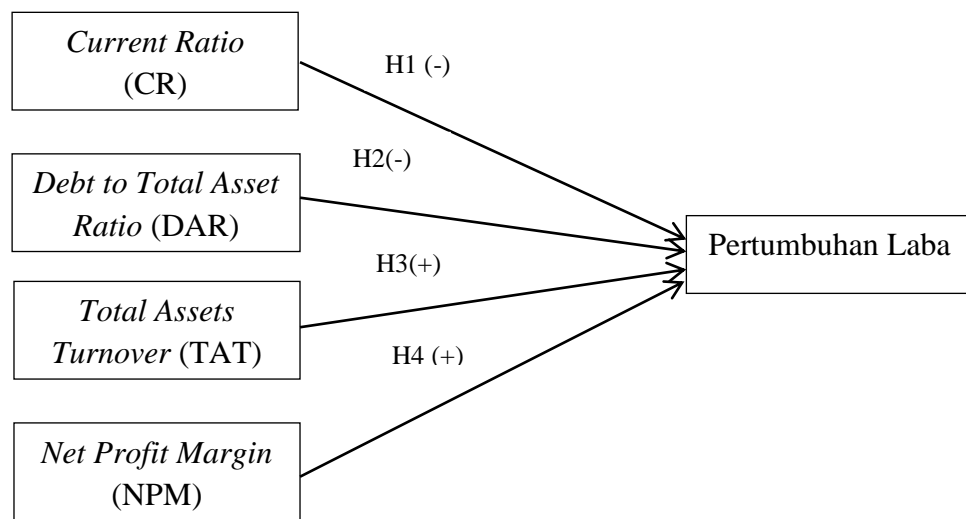 Current Ratio
(CR)
H1 (-)
Debt to Total Asset
Ratio (DAR)
H2(-)
Pertumbuhan Laba
Total Assets
Turnover (TAT)
H3(+)
Net Profit Margin
(NPM)
H4 (+)